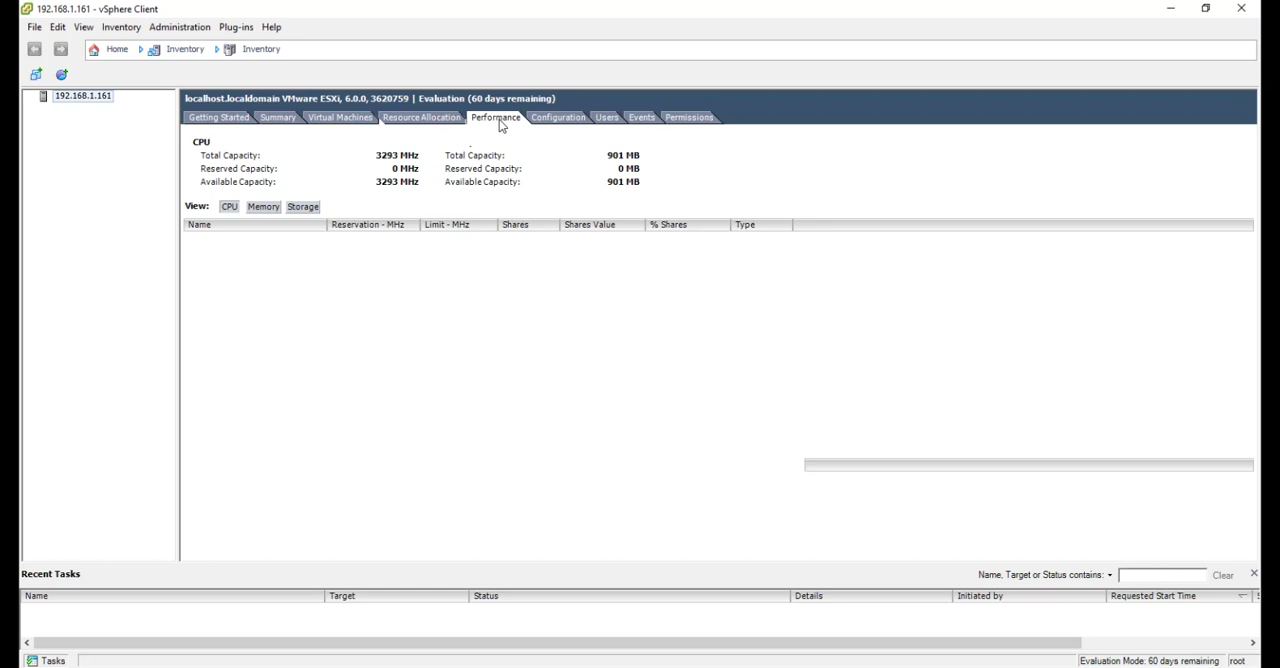 192.168.1.161 - vSphere Client
File Edit View Inventory Administration Plug-ins Help
Home Inventory Inventory
192.168.1.161
localhost.localdomain VMware ESXi, 6.0.0, 3620759 | Evaluation (60 days remaining)
Getting Started Summary Virtual Machines Resource Allocation Performance Configuration Users Events Permissions
CPU
Total Capacity: 3293 MHz Total Capacity: 901 MB
Reserved Capacity: 0 MHz Reserved Capacity: 0 MB
Available Capacity: 3293 MHz Available Capacity: 901 MB
View: CPU Memory Storage
Name Reservation - MHz Limit - MHz Shares Shares Value % Shares Type
Recent Tasks Name, Target or Status contains: Clear
Name Target Status Details Initiated by Requested Start Time
Tasks Evaluation Mode: 60 days remaining root